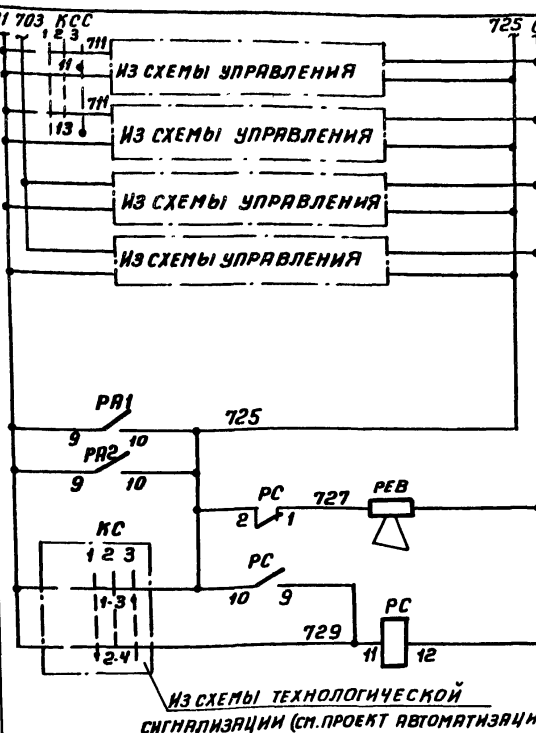 703 КСС 725
1 2 3 711
11
ИЗ СХЕМЫ УПРАВЛЕНИЯ
711
13
ИЗ СХЕМЫ УПРАВЛЕНИЯ
ИЗ СХЕМЫ УПРАВЛЕНИЯ
ИЗ СХЕМЫ УПРАВЛЕНИЯ
РА1 725
9 10
РА2
9 10
РС 727 РЕВ
2 1
КС
1 2 3 РС
1-3 10 9 РС
729
2-4 11 12
ИЗ СХЕМЫ ТЕХНОЛОГИЧЕСКОЙ
СИГНАЛИЗАЦИИ (СМ. ПРОЕКТ АВТОМАТИЗАЦИ